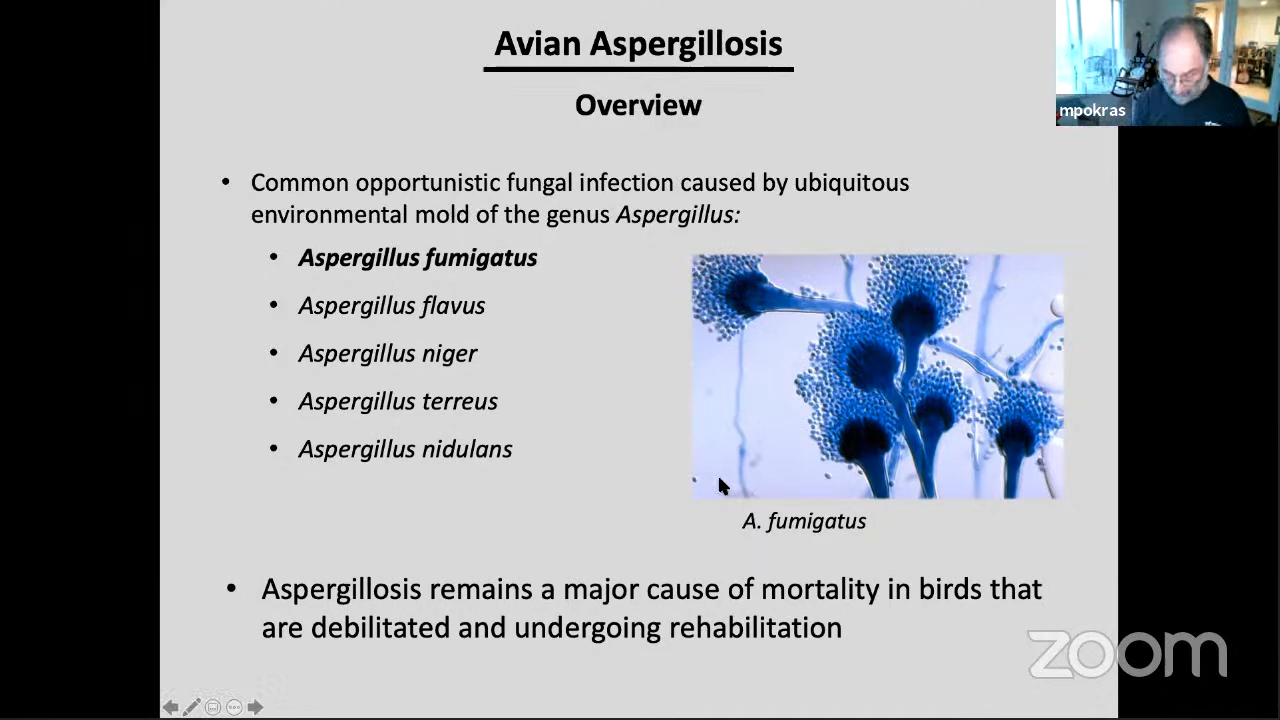 Avian Aspergillosis
Overview
mpokras
• Common opportunistic fungal infection caused by ubiquitous
environmental mold of the genus Aspergillus:
• Aspergillus fumigatus
• Aspergillus flavus
• Aspergillus niger
• Aspergillus terreus
• Aspergillus nidulans
A. fumigatus
• Aspergillosis remains a major cause of mortality in birds that
are debilitated and undergoing rehabilitation
zoom